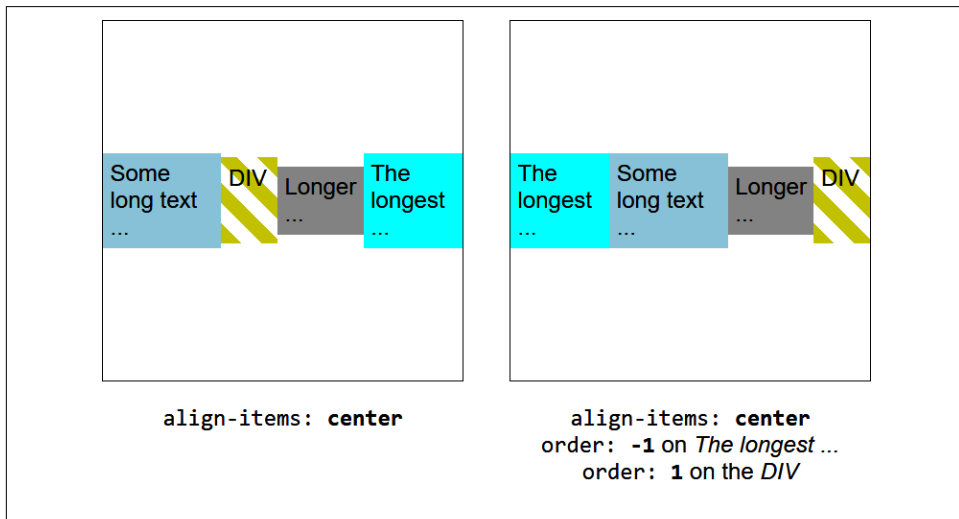 Some
long text
...
DIV
Longer
...
The
longest
...
align-items: center
The
longest
...
Some
long text
...
Longer
...
DIV
align-items: center
order: -1 on The longest ...
order: 1 on the DIV